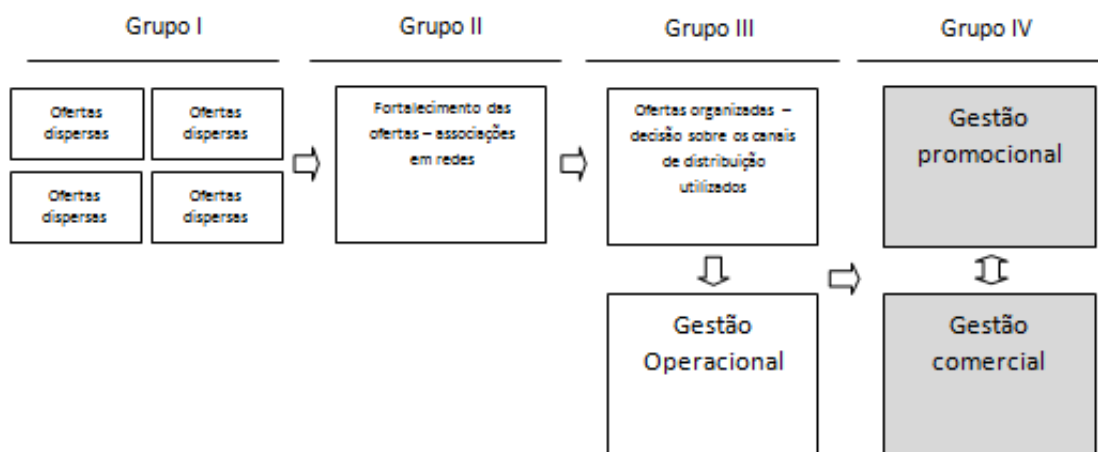 Grupo I
Grupo II
Grupo III
Grupo IV
Ofertas
dispersas
Ofertas
dispersas
Ofertas
dispersas
Ofertas
dispersas
Fortalecimento das
ofertas – associações
em redes
Ofertas organizadas –
decisão sobre os canais
de distribuição
utilizados
Gestão
promocional
Gestão
Operacional
Gestão
comercial